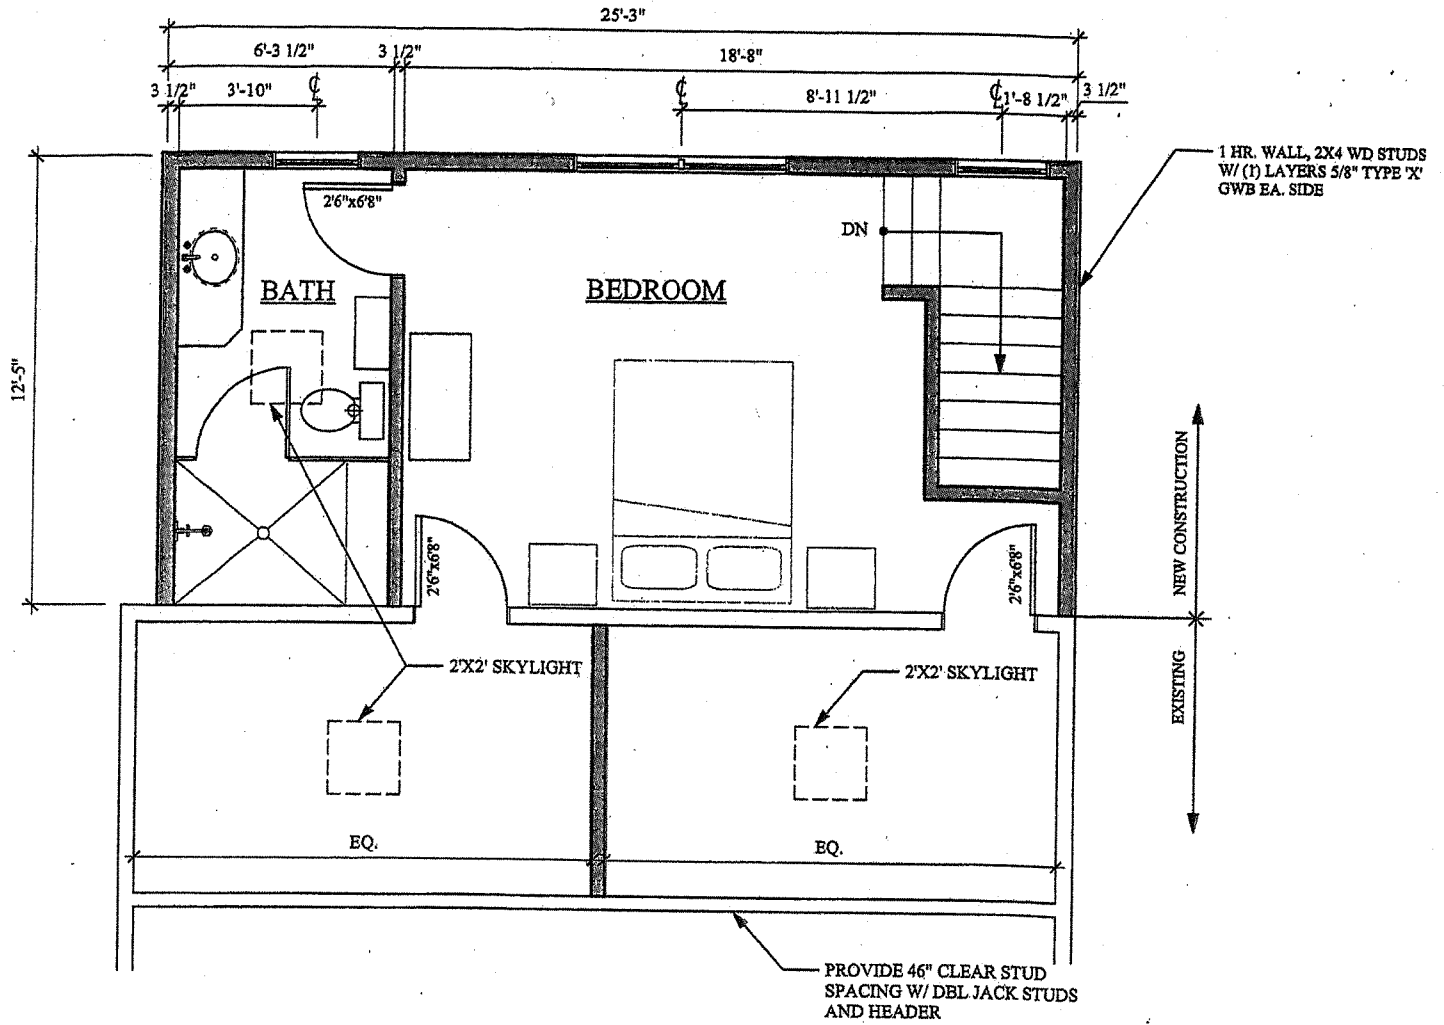 25'-3"
6'-3 1/2"
3 1/2"
18'-8"
3 1/2"
3'-10"
℄
℄
8'-11 1/2"
℄
1'-8 1/2"
3 1/2"
1 HR. WALL, 2X4 WD STUDS
W/ (1) LAYERS 5/8" TYPE 'X'
GWB EA. SIDE
2'6"x6'8"
DN
BATH
BEDROOM
12'-5"
NEW CONSTRUCTION
2'6"x6'8"
2'6"x6'8"
2'X2' SKYLIGHT
2'X2' SKYLIGHT
EXISTING
EQ.
EQ.
PROVIDE 46" CLEAR STUD
SPACING W/ DBL JACK STUDS
AND HEADER